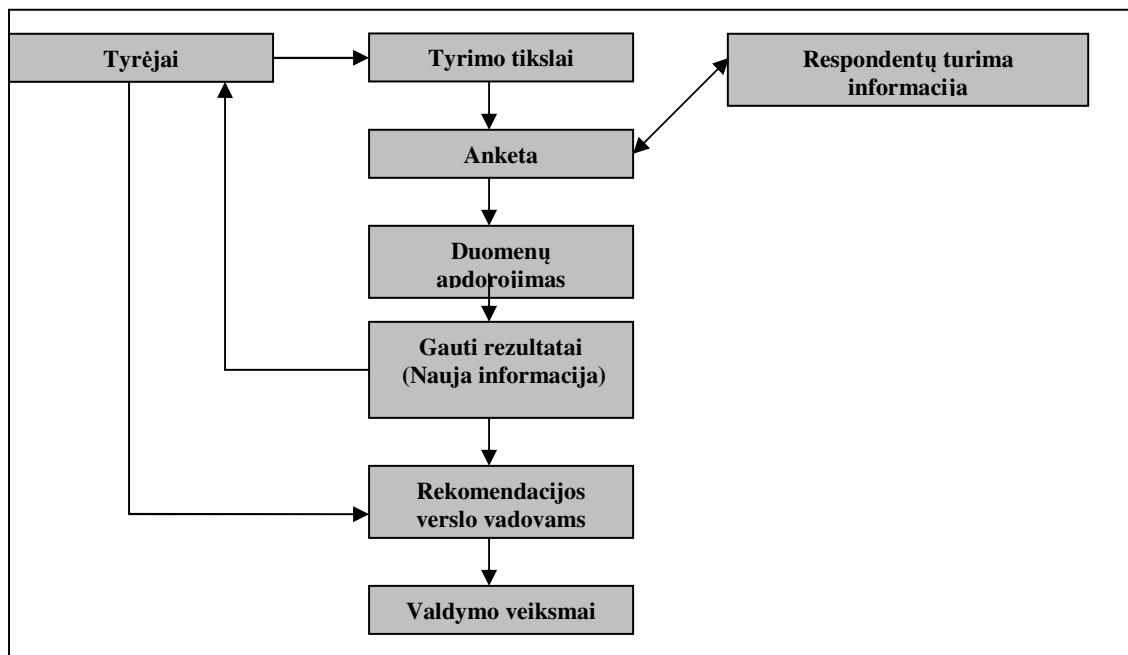 Tyrėjai
Tyrimo tikslai
Respondentų turima
informacija
Anketa
Duomenų
apdorojimas
Gauti rezultatai
(Nauja informacija)
Rekomendacijos
verslo vadovams
Valdymo veiksmai